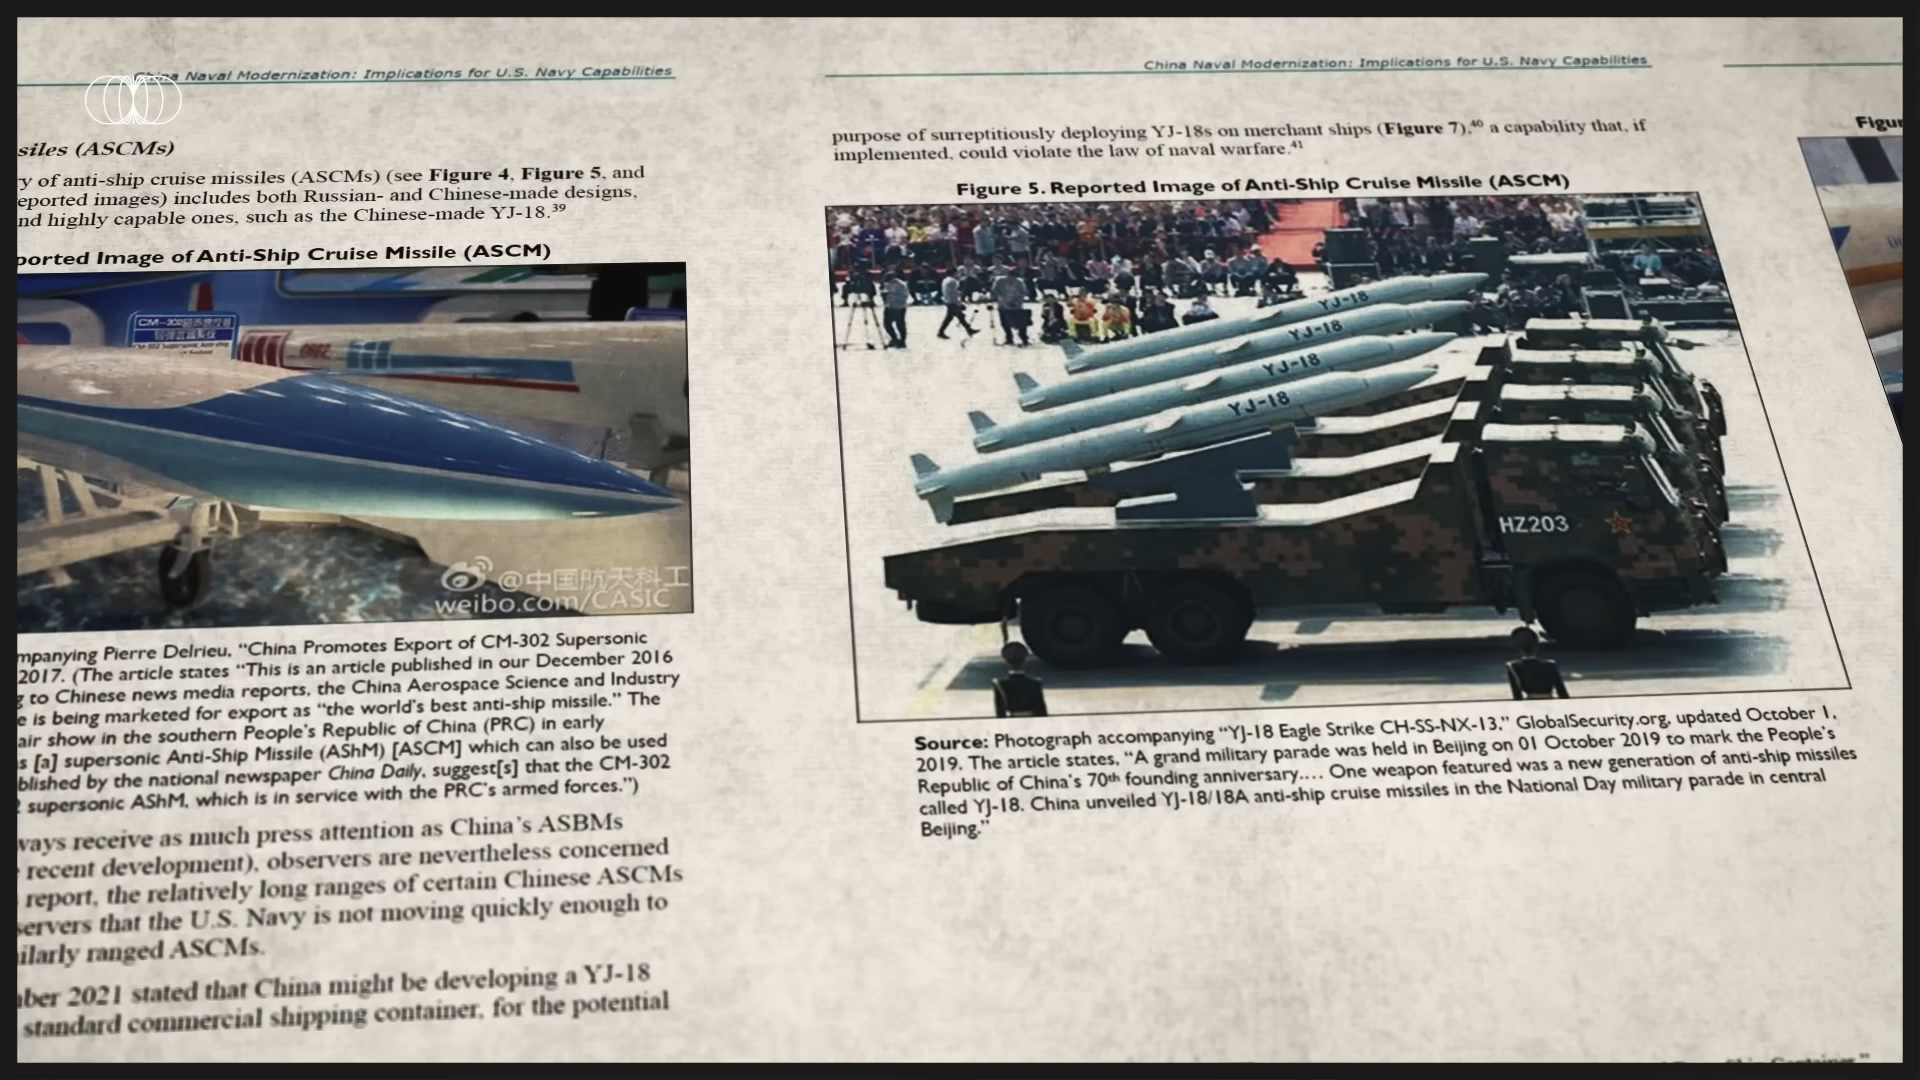 China Naval Modernization: Implications for U.S. Navy Capabilities
siles (ASCMs)
y of anti-ship cruise missiles (ASCMs) (see Figure 4, Figure 5, and
eported images) includes both Russian- and Chinese-made designs,
nd highly capable ones, such as the Chinese-made YJ-18.39
ported Image of Anti-Ship Cruise Missile (ASCM)
@中国航天科工
weibo.com/CASIC
mpanying Pierre Delrieu, “China Promotes Export of CM-302 Supersonic
2017. (The article states “This is an article published in our December 2016
g to Chinese news media reports, the China Aerospace Science and Industry
e is being marketed for export as “the world’s best anti-ship missile.” The
air show in the southern People’s Republic of China (PRC) in early
s [a] supersonic Anti-Ship Missile (AShM) [ASCM] which can also be used
blished by the national newspaper China Daily, suggest[s] that the CM-302
supersonic AShM, which is in service with the PRC’s armed forces.”)
ways receive as much press attention as China’s ASBMs
recent development), observers are nevertheless concerned
report, the relatively long ranges of certain Chinese ASCMs
servers that the U.S. Navy is not moving quickly enough to
ilarly ranged ASCMs.
ber 2021 stated that China might be developing a YJ-18
standard commercial shipping container, for the potential
China Naval Modernization: Implications for U.S. Navy Capabilities
purpose of surreptitiously deploying YJ-18s on merchant ships (Figure 7),40 a capability that, if
implemented, could violate the law of naval warfare.41
Figure 5. Reported Image of Anti-Ship Cruise Missile (ASCM)
YJ-18
YJ-18
YJ-18
YJ-18
HZ203
Source: Photograph accompanying “YJ-18 Eagle Strike CH-SS-NX-13,” GlobalSecurity.org, updated October 1,
2019. The article states, “A grand military parade was held in Beijing on 01 October 2019 to mark the People’s
Republic of China’s 70th founding anniversary.… One weapon featured was a new generation of anti-ship missiles
called YJ-18. China unveiled YJ-18/18A anti-ship cruise missiles in the National Day military parade in central
Beijing.”
Figur